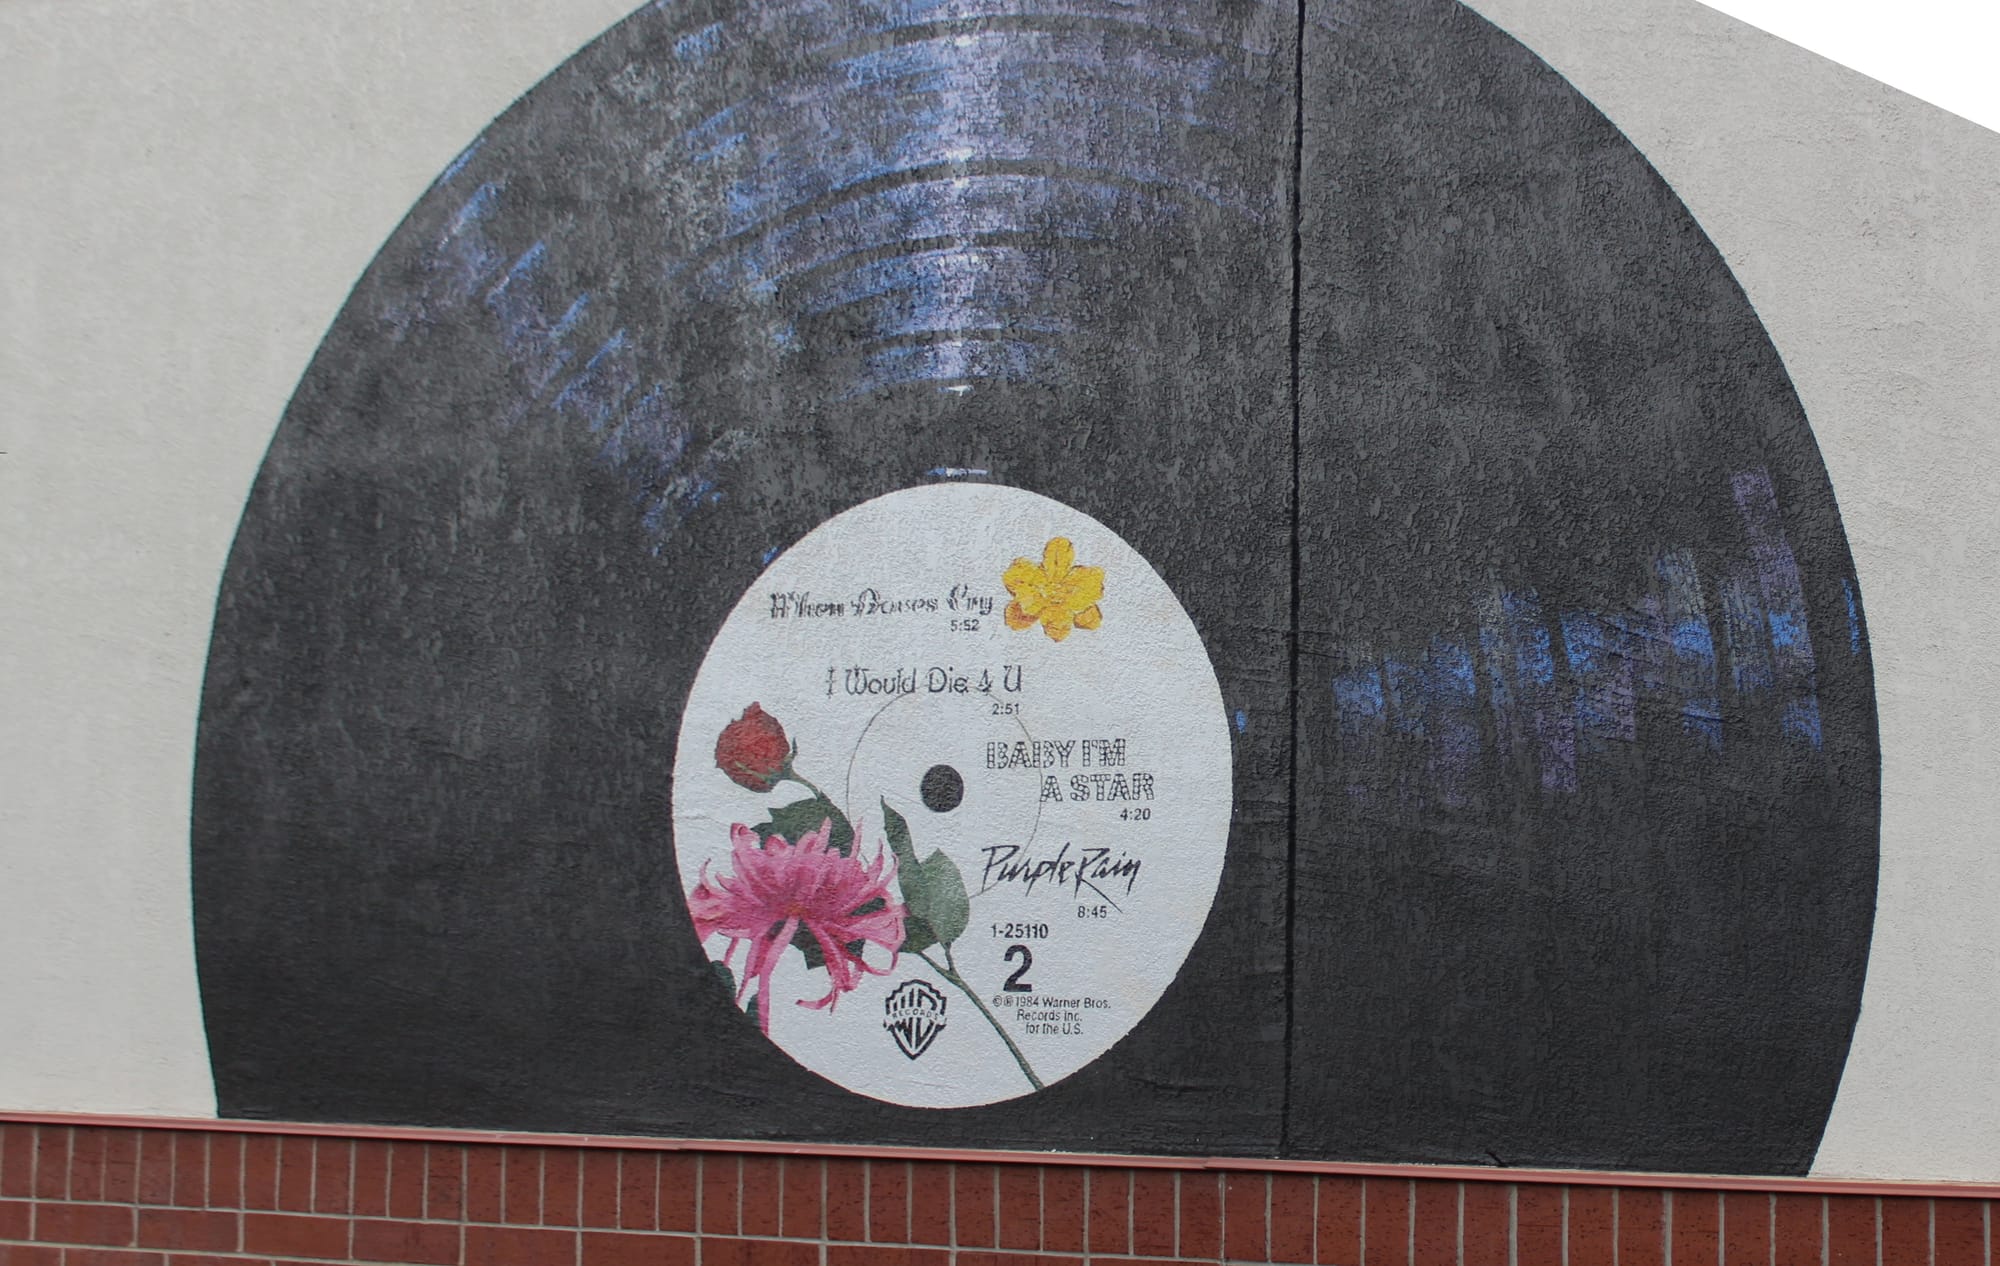 When Doves Cry
5:52
I Would Die 4 U
2:51
BABY I'M
A STAR
4:20
Purple Rain
8:45
1-25110
2
©℗1984 Warner Bros.
Records Inc.
for the U.S.
RECORDS